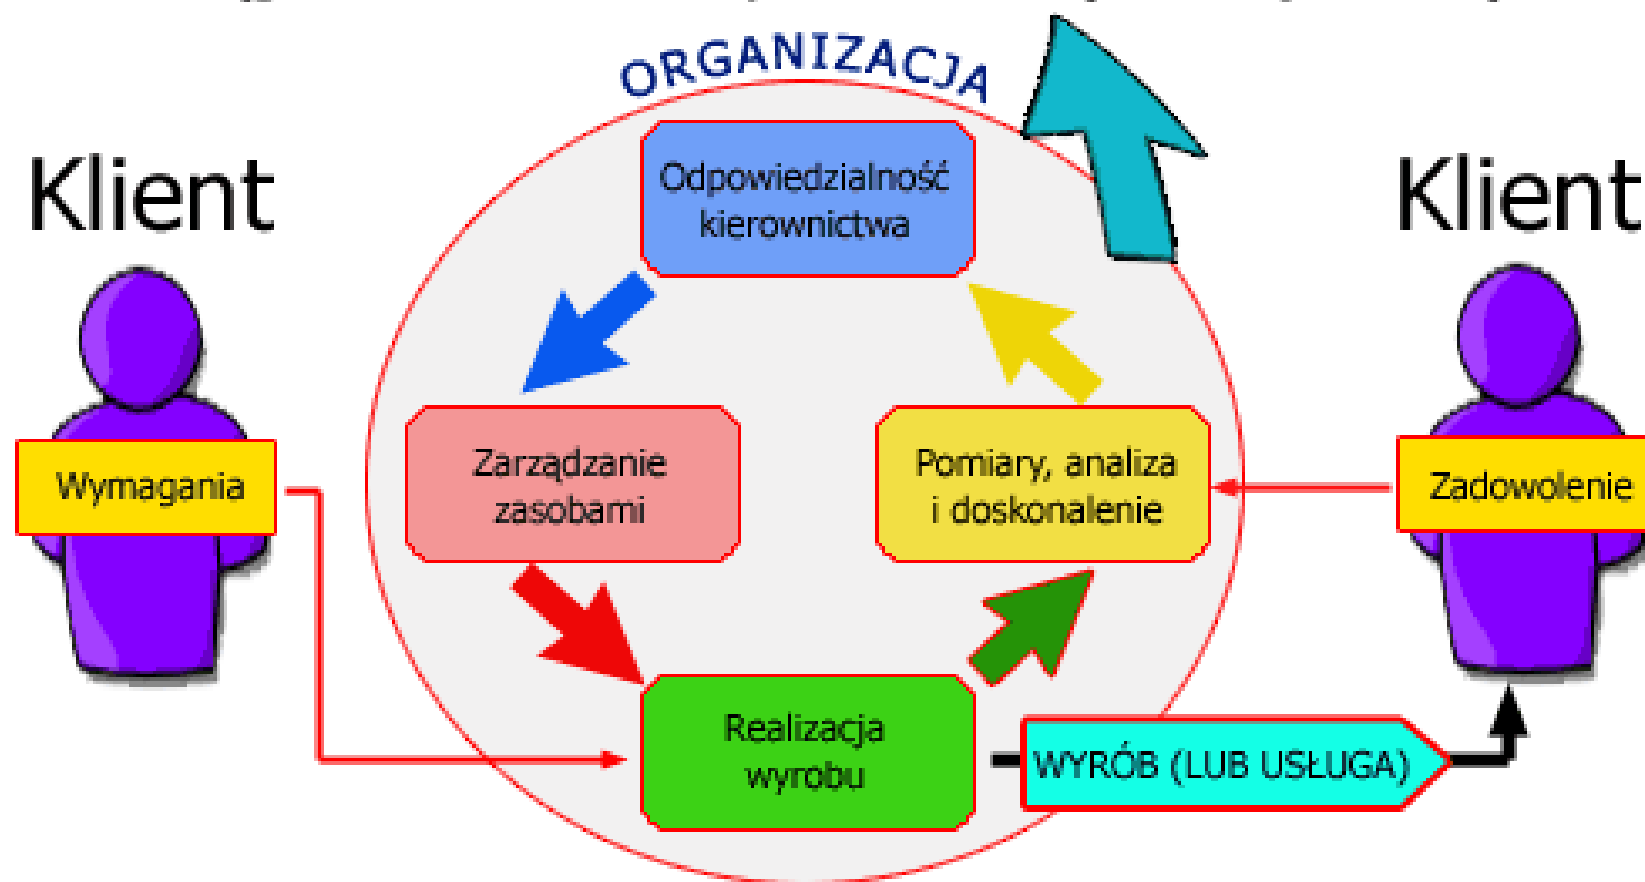 ORGANIZACJA
Klient
Klient
Odpowiedzialność
kierownictwa
Wymagania
Zarządzanie
zasobami
Pomiary, analiza
i doskonalenie
Zadowolenie
Realizacja
wyrobu
WYRÓB (LUB USŁUGA)